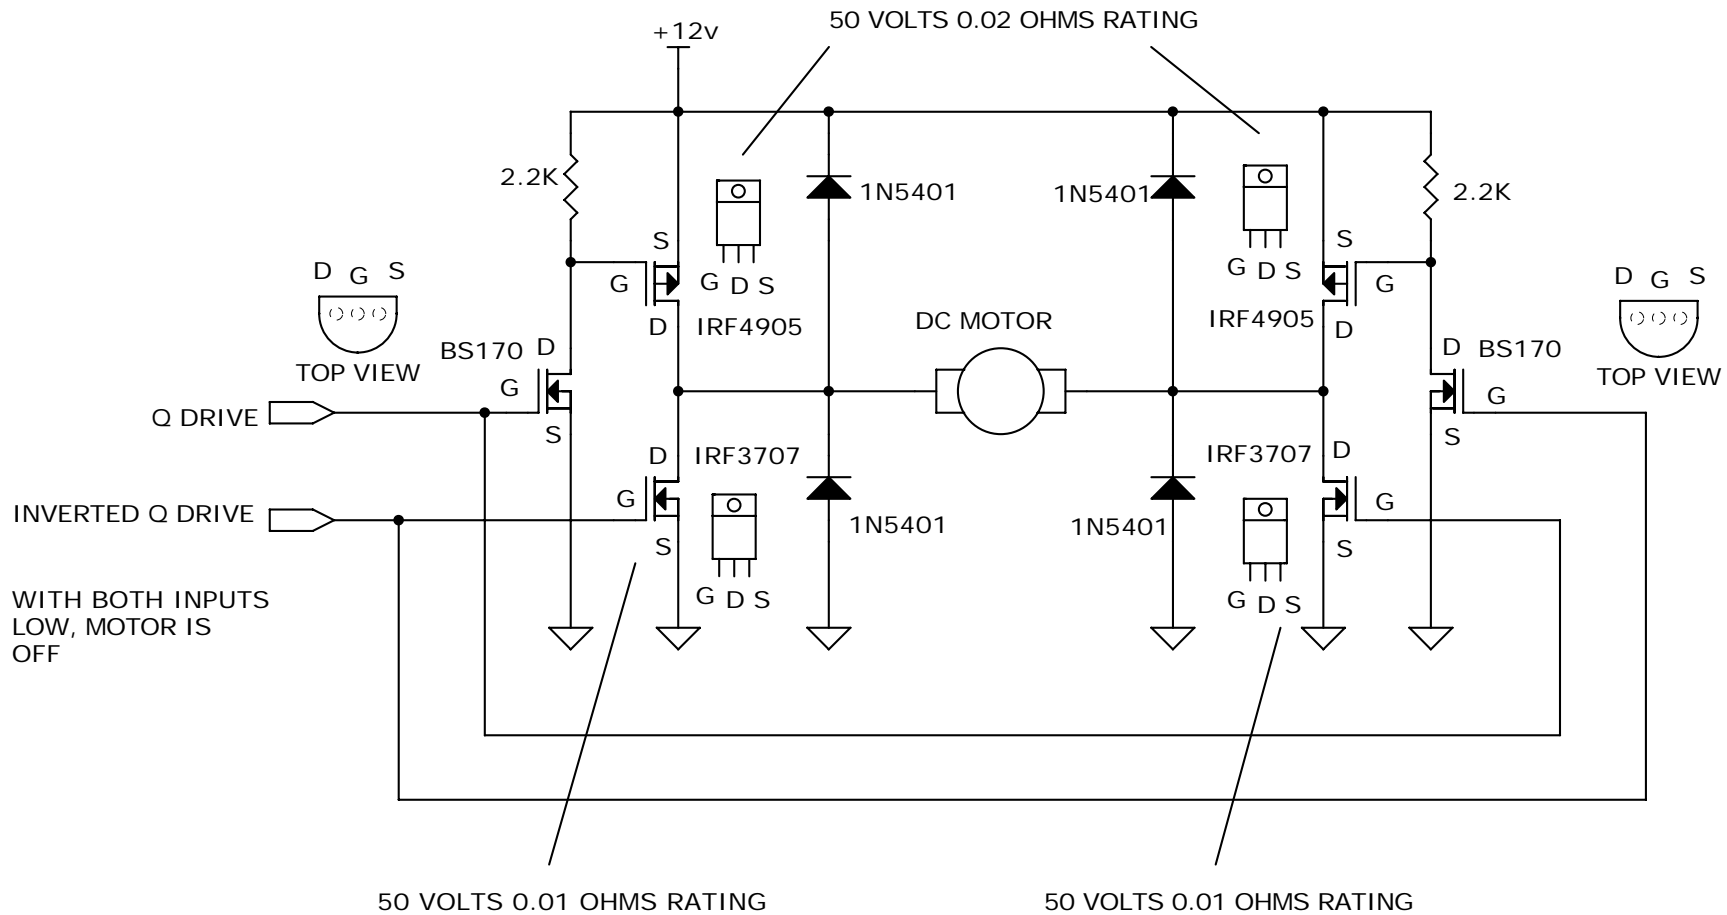 50 VOLTS 0.02 OHMS RATING
+12v
2.2K
1N5401
1N5401
2.2K
S
G
D
IRF4905
G D S
G D S
S
G
D
IRF4905
D G S
TOP VIEW
D G S
TOP VIEW
BS170
D
G
S
DC MOTOR
D
BS170
G
S
Q DRIVE
D
IRF3707
G
S
G D S
1N5401
1N5401
IRF3707
D
G
S
G D S
INVERTED Q DRIVE
WITH BOTH INPUTS
LOW, MOTOR IS
OFF
50 VOLTS 0.01 OHMS RATING
50 VOLTS 0.01 OHMS RATING